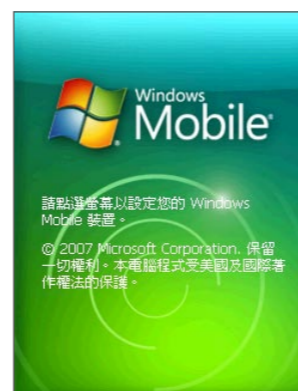 Windows
Mobile
請點選螢幕以設定您的 Windows
Mobile 裝置。
© 2007 Microsoft Corporation. 保留
一切權利。本電腦程式受美國及國際著
作權法的保護。